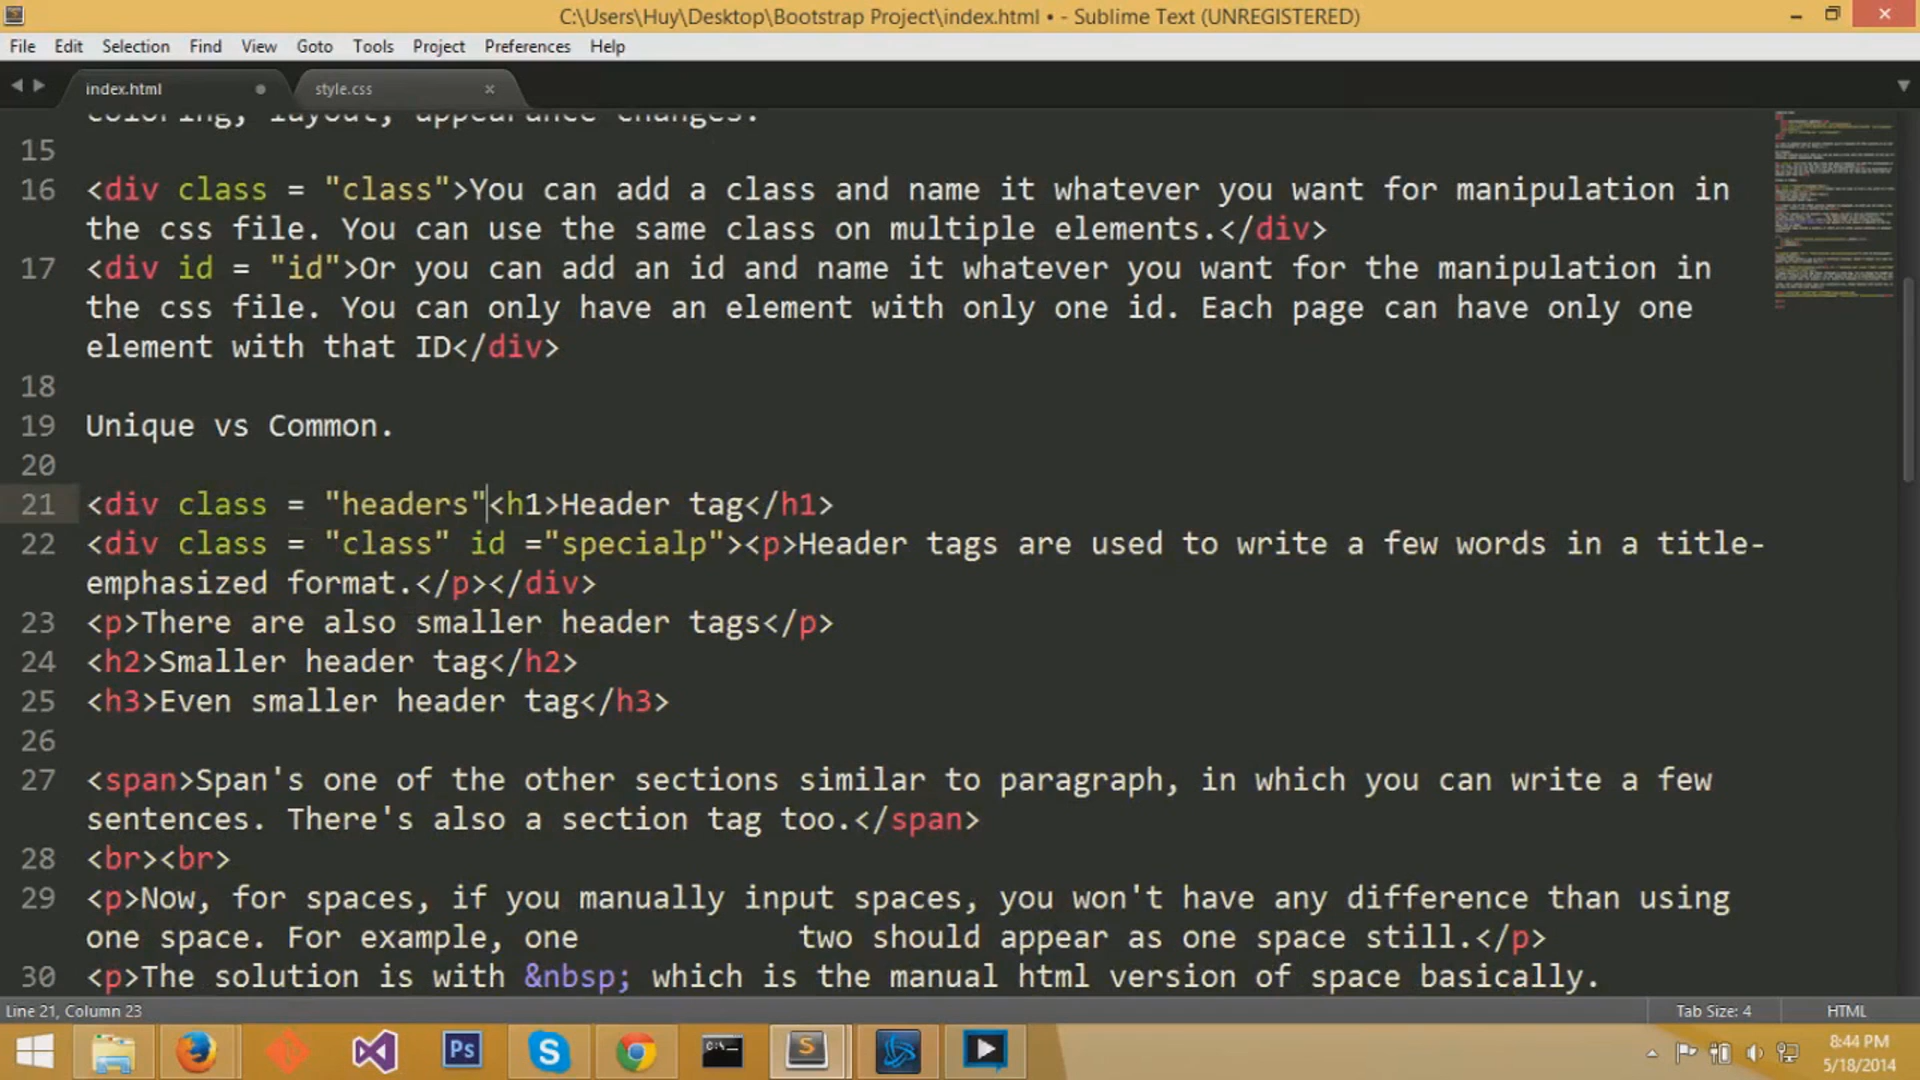 C:\Users\Huy\Desktop\Bootstrap Project\index.html • - Sublime Text (UNREGISTERED)
File Edit Selection Find View Goto Tools Project Preferences Help
index.html style.css
coloring, layout, appearance changes.
15
16 <div class = "class">You can add a class and name it whatever you want for manipulation in
the css file. You can use the same class on multiple elements.</div>
17 <div id = "id">Or you can add an id and name it whatever you want for the manipulation in
the css file. You can only have an element with only one id. Each page can have only one
element with that ID</div>
18
19 Unique vs Common.
20
21 <div class = "headers"<h1>Header tag</h1>
22 <div class = "class" id ="specialp"><p>Header tags are used to write a few words in a title-
emphasized format.</p></div>
23 <p>There are also smaller header tags</p>
24 <h2>Smaller header tag</h2>
25 <h3>Even smaller header tag</h3>
26
27 <span>Span's one of the other sections similar to paragraph, in which you can write a few
sentences. There's also a section tag too.</span>
28 <br><br>
29 <p>Now, for spaces, if you manually input spaces, you won't have any difference than using
one space. For example, one            two should appear as one space still.</p>
30 <p>The solution is with &nbsp; which is the manual html version of space basically.
Line 21, Column 23 Tab Size: 4 HTML
Ps S C:\_ S
8:44 PM
5/18/2014